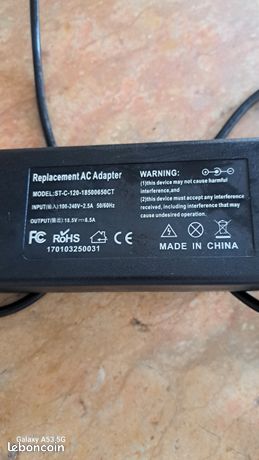 Replacement AC Adapter
MODEL:ST-C-120-18500650CT
INPUT(输入):100-240V~2.5A 50/60Hz
OUTPUT(输出):18.5V⎓6.5A
FC RoHS
170103250031
WARNING:
(1)this device may not cause harmful
interference,and
(2)this device must accept any interference
received, including interference that may
cause undesired operation.
MADE IN CHINA
Galaxy A53 5G
leboncoin